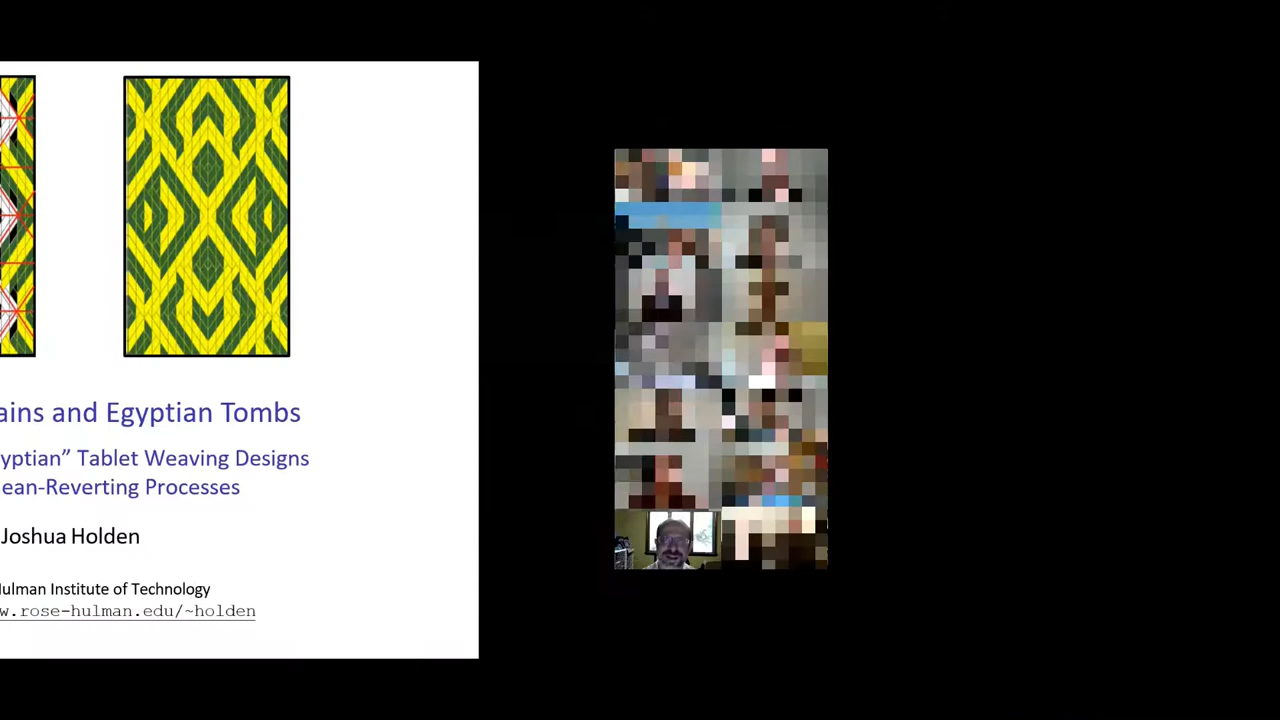 ains and Egyptian Tombs
yptian” Tablet Weaving Designs
ean-Reverting Processes
Joshua Holden
Hulman Institute of Technology
w.rose-hulman.edu/~holden